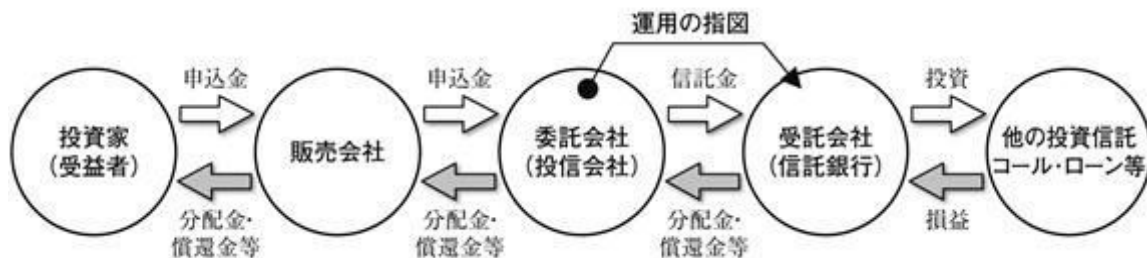 運用の指図
申込金
申込金
信託金
投資
投資家
(受益者)
販売会社
委託会社
(投信会社)
受託会社
(信託銀行)
他の投資信託
コール・ローン等
分配金・
償還金等
分配金・
償還金等
分配金・
償還金等
損益